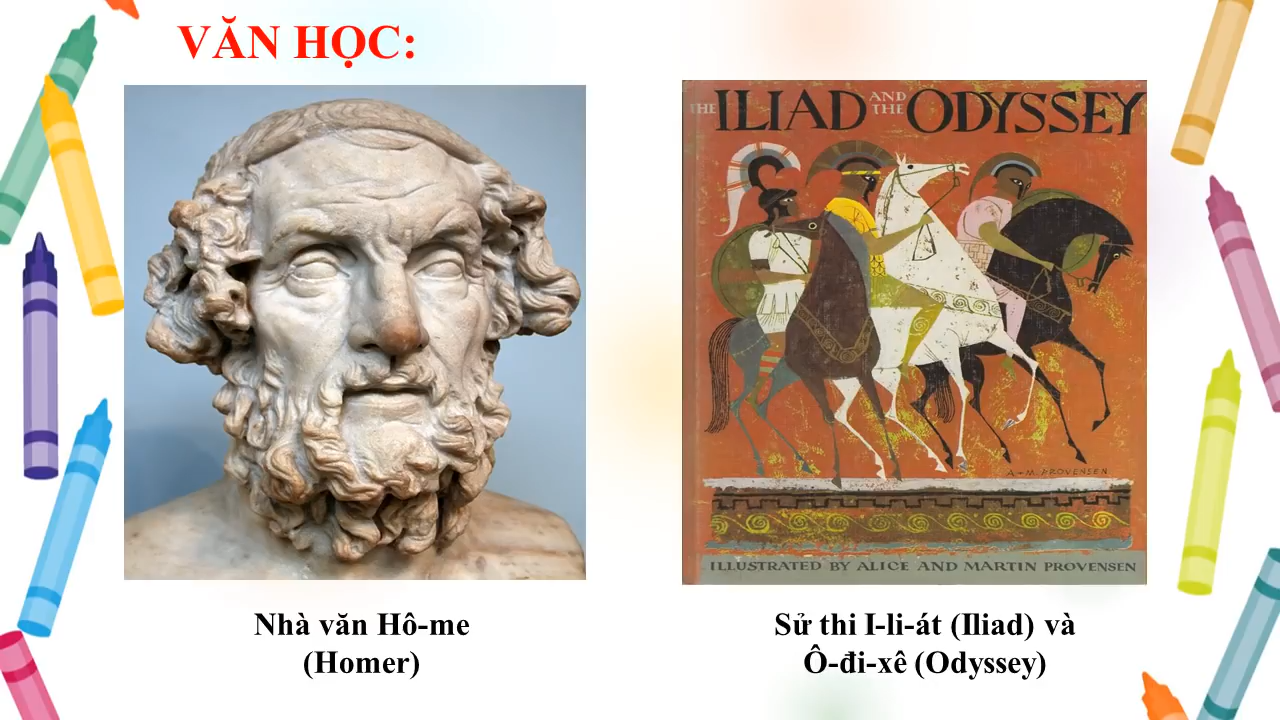 VĂN HỌC:
THE ILIAD AND THE ODYSSEY
A+M PROVENSEN
ILLUSTRATED BY ALICE AND MARTIN PROVENSEN
Nhà văn Hô-me
(Homer)
Sử thi I-li-át (Iliad) và
Ô-đi-xê (Odyssey)